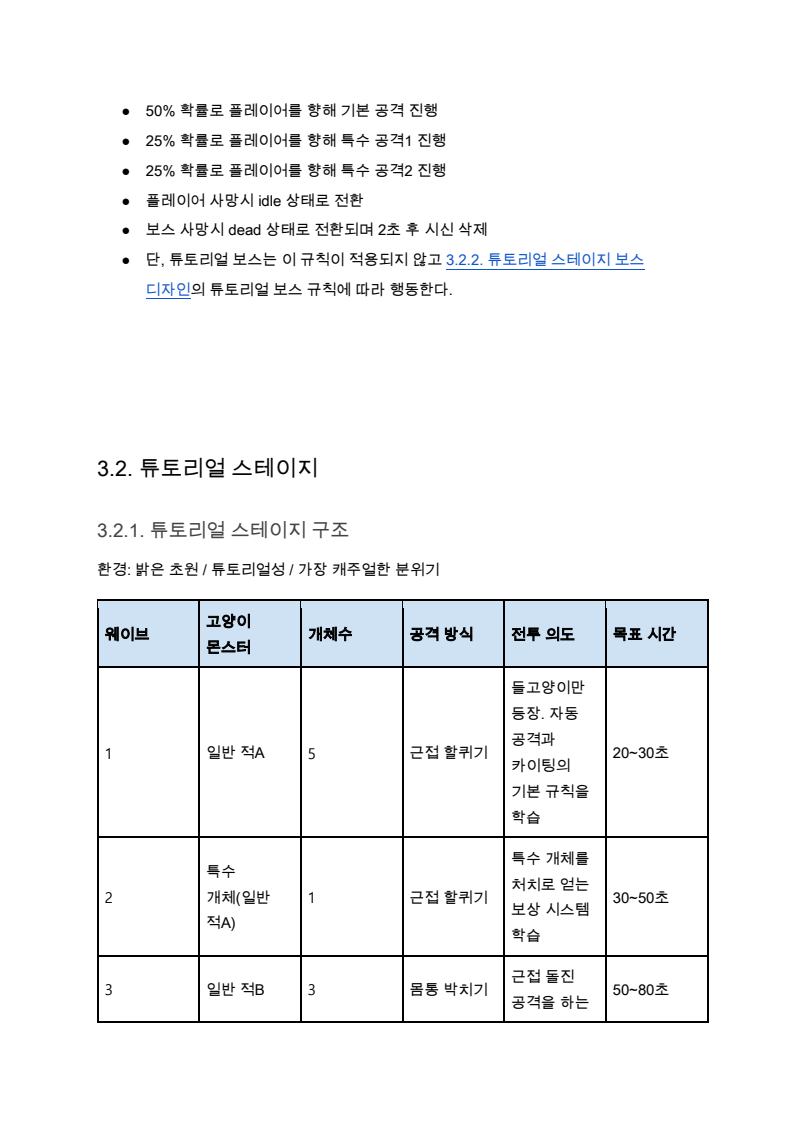 ● 50% 확률로 플레이어를 향해 기본 공격 진행
● 25% 확률로 플레이어를 향해 특수 공격1 진행
● 25% 확률로 플레이어를 향해 특수 공격2 진행
● 플레이어 사망시 idle 상태로 전환
● 보스 사망시 dead 상태로 전환되며 2초 후 시신 삭제
● 단, 튜토리얼 보스는 이 규칙이 적용되지 않고 3.2.2. 튜토리얼 스테이지 보스
디자인의 튜토리얼 보스 규칙에 따라 행동한다.
3.2. 튜토리얼 스테이지
3.2.1. 튜토리얼 스테이지 구조
환경: 밝은 초원 / 튜토리얼성 / 가장 캐주얼한 분위기
웨이브
고양이
몬스터
개체수
공격 방식
전투 의도
목표 시간
1
일반 적A
5
근접 할퀴기
들고양이만
등장. 자동
공격과
카이팅의
기본 규칙을
학습
20~30초
2
특수
개체(일반
적A)
1
근접 할퀴기
특수 개체를
처치로 얻는
보상 시스템
학습
30~50초
3
일반 적B
3
몸통 박치기
근접 돌진
공격을 하는
50~80초